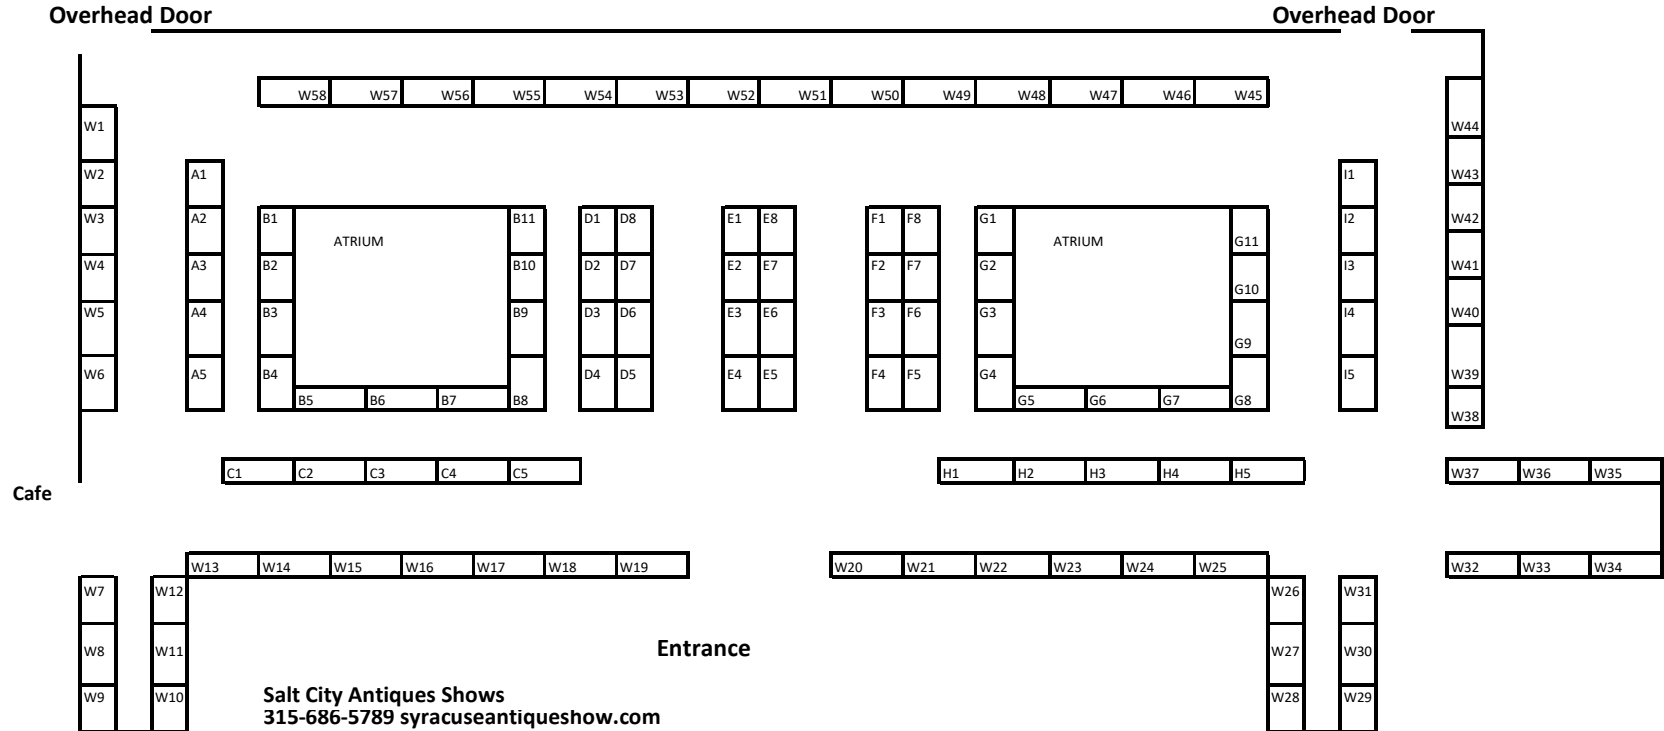 Overhead Door Overhead Door
W58 W57 W56 W55 W54 W53 W52 W51 W50 W49 W48 W47 W46 W45
W1 W44
W2 A1 I1 W43
W3 A2 B1 B11 D1 D8 E1 E8 F1 F8 G1 I2 W42
ATRIUM ATRIUM G11
W4 A3 B2 B10 D2 D7 E2 E7 F2 F7 G2 I3 W41
G10
W5 A4 B3 B9 D3 D6 E3 E6 F3 F6 G3 I4 W40
G9
W6 A5 B4 D4 D5 E4 E5 F4 F5 G4 I5 W39
B5 B6 B7 B8 G5 G6 G7 G8
W38
C1 C2 C3 C4 C5 H1 H2 H3 H4 H5 W37 W36 W35
Cafe
W13 W14 W15 W16 W17 W18 W19 W20 W21 W22 W23 W24 W25 W32 W33 W34
W7 W12 W26 W31
W8 W11 Entrance W27 W30
W9 W10 Salt City Antiques Shows W28 W29
315-686-5789 syracuseantiqueshow.com